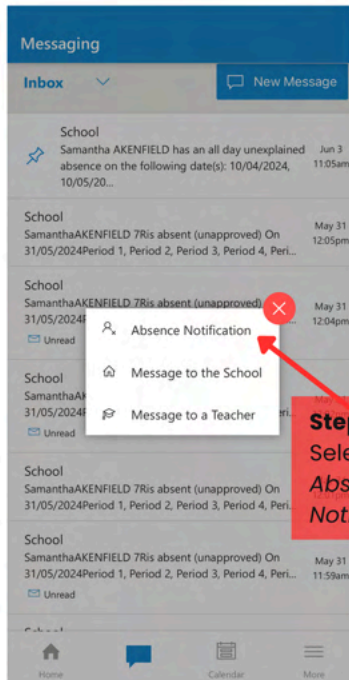 Messaging
Inbox
New Message
School
Samantha AKENFIELD has an all day unexplained
absence on the following date(s): 10/04/2024,
10/05/20...
Jun 3
11:05am
School
SamanthaAKENFIELD 7Ris absent (unapproved) On
31/05/2024Period 1, Period 2, Period 3, Period 4, Peri...
May 31
12:05pm
School
SamanthaAKENFIELD 7Ris absent (unapproved)
31/05/2024
May 31
12:04pm
Unread
Absence Notification
Message to the School
Message to a Teacher
School
SamanthaA
31/05/2024
Unread
Step
Sele
Abs
Not
School
SamanthaAKENFIELD 7Ris absent (unapproved) On
31/05/2024Period 1, Period 2, Period 3, Period 4, Peri...
School
SamanthaAKENFIELD 7Ris absent (unapproved) On
31/05/2024Period 1, Period 2, Period 3, Period 4, Peri...
May 31
11:59am
Unread
Home
Calendar
More